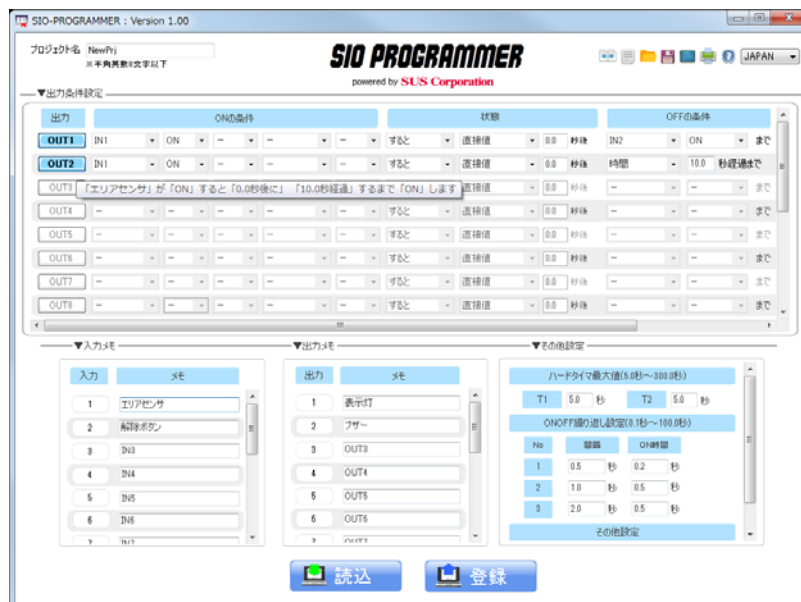 SIO-PROGRAMMER : Version 1.00
プロジェクト名 NewPrj
※半角英数8文字以下
SIO PROGRAMMER
powered by SUS Corporation
JAPAN
▼出力条件設定
出力 ONの条件 状態 OFFの条件
OUT1 IN1 ON - - - すると 直接値 0.0 秒後 IN2 ON まで
OUT2 IN1 ON - - - すると 直接値 0.0 秒後 時間 10.0 秒経過まで
OUT3 「エリアセンサ」が「ON」すると「0.0秒後に」「10.0秒経過」するまで「ON」します - - まで
OUT4 - - - - - すると 直接値 0.0 秒後 - - まで
OUT5 - - - - - すると 直接値 0.0 秒後 - - まで
OUT6 - - - - - すると 直接値 0.0 秒後 - - まで
OUT7 - - - - - すると 直接値 0.0 秒後 - - まで
OUT8 - - - - - すると 直接値 0.0 秒後 - - まで
▼入力メモ ▼出力メモ ▼その他設定
入力 メモ 出力 メモ ハードタイマ最大値(5.0秒～300.0秒)
1 エリアセンサ 1 表示灯 T1 5.0 秒 T2 5.0 秒
2 解除ボタン 2 ブザー ONOFF繰り返し設定(0.1秒～100.0秒)
3 IN3 3 OUT3 No 間隔 ON時間
4 IN4 4 OUT4 1 0.5 秒 0.2 秒
5 IN5 5 OUT5 2 1.0 秒 0.5 秒
6 IN6 6 OUT6 3 2.0 秒 0.5 秒
7 IN7 7 OUT7 その他設定
読込 登録